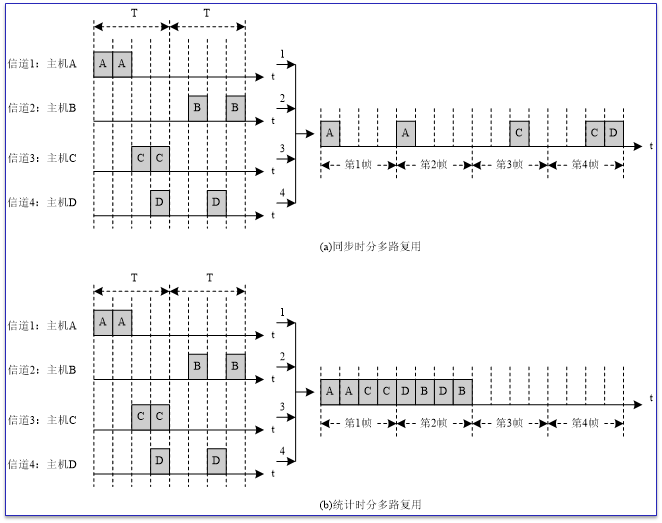 T T
信道1：主机A A A t 1
信道2：主机B B B t 2
信道3：主机C C C t 3
信道4：主机D D D t 4
A A C C D t
第1帧 第2帧 第3帧 第4帧
(a)同步时分多路复用
T T
信道1：主机A A A t 1
信道2：主机B B B t 2
信道3：主机C C C t 3
信道4：主机D D D t 4
A A C C D B D B t
第1帧 第2帧 第3帧 第4帧
(b)统计时分多路复用